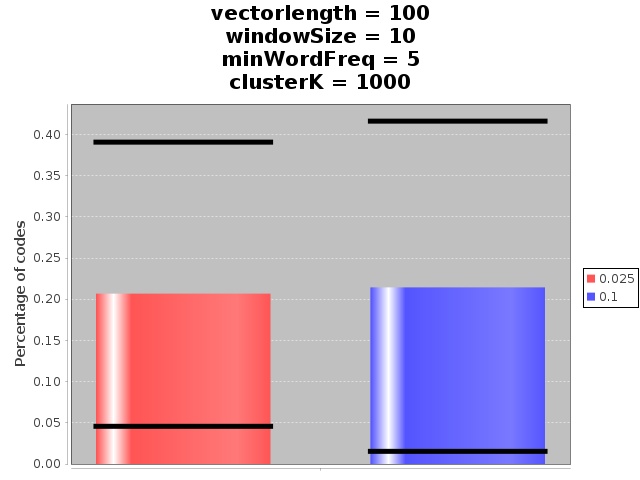 vectorlength = 100
windowSize = 10
minWordFreq = 5
clusterK = 1000
Percentage of codes
0.40
0.35
0.30
0.25
0.20
0.15
0.10
0.05
0.00
0.025
0.1